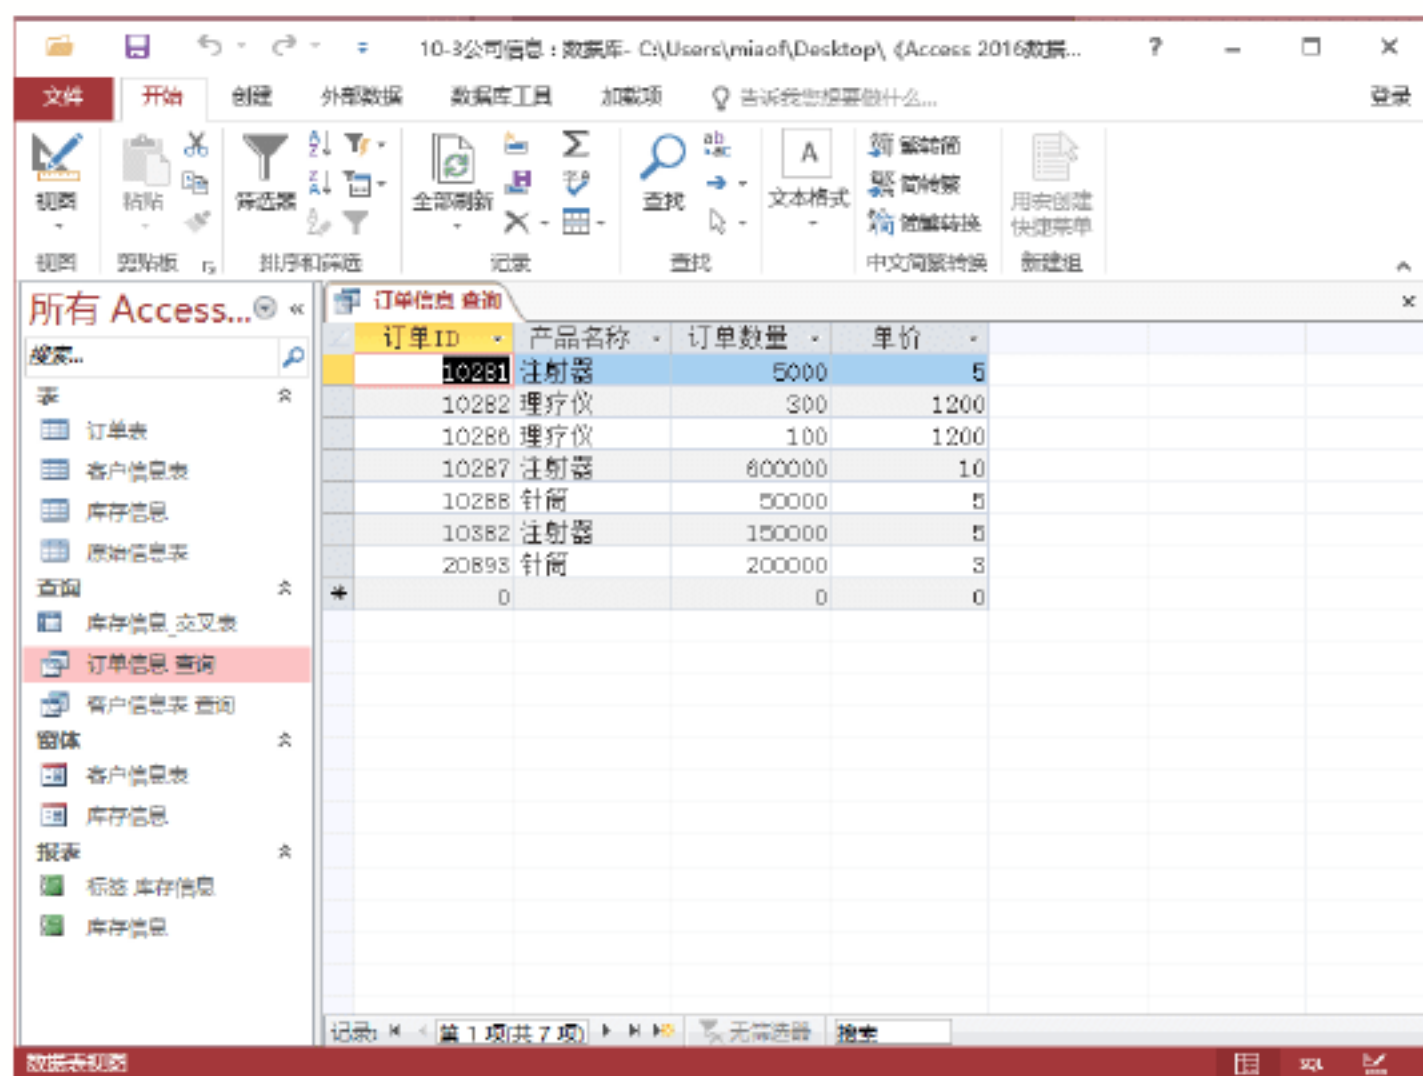 10-3公司信息 : 数据库- C:\Users\miaof\Desktop\《Access 2016数据... ?
文件 开始 创建 外部数据 数据库工具 加载项 告诉我您想要做什么... 登录
视图 粘贴 筛选器 全部刷新 查找 文本格式 繁转简 简转繁 简繁转换 用宏创建
快捷菜单
视图 剪贴板 排序和筛选 记录 查找 中文简繁转换 新建组
所有 Access... «
搜索...
表
订单表
客户信息表
库存信息
原始信息表
查询
库存信息_交叉表
订单信息 查询
客户信息表 查询
窗体
客户信息表
库存信息
报表
标签 库存信息
库存信息
订单信息 查询
订单ID 产品名称 订单数量 单价
10281 注射器 5000 5
10282 理疗仪 300 1200
10286 理疗仪 100 1200
10287 注射器 600000 10
10288 针筒 50000 5
10382 注射器 150000 5
20893 针筒 200000 3
* 0 0 0
记录: 第 1 项(共 7 项) 无筛选器 搜索
数据表视图 SQL